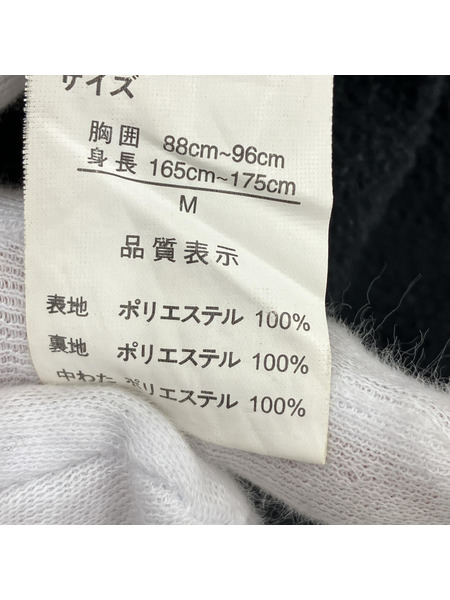 サイズ
胸囲 88cm~96cm
身長 165cm~175cm
M
品質表示
表地 ポリエステル 100%
裏地 ポリエステル 100%
中わた ポリエステル 100%